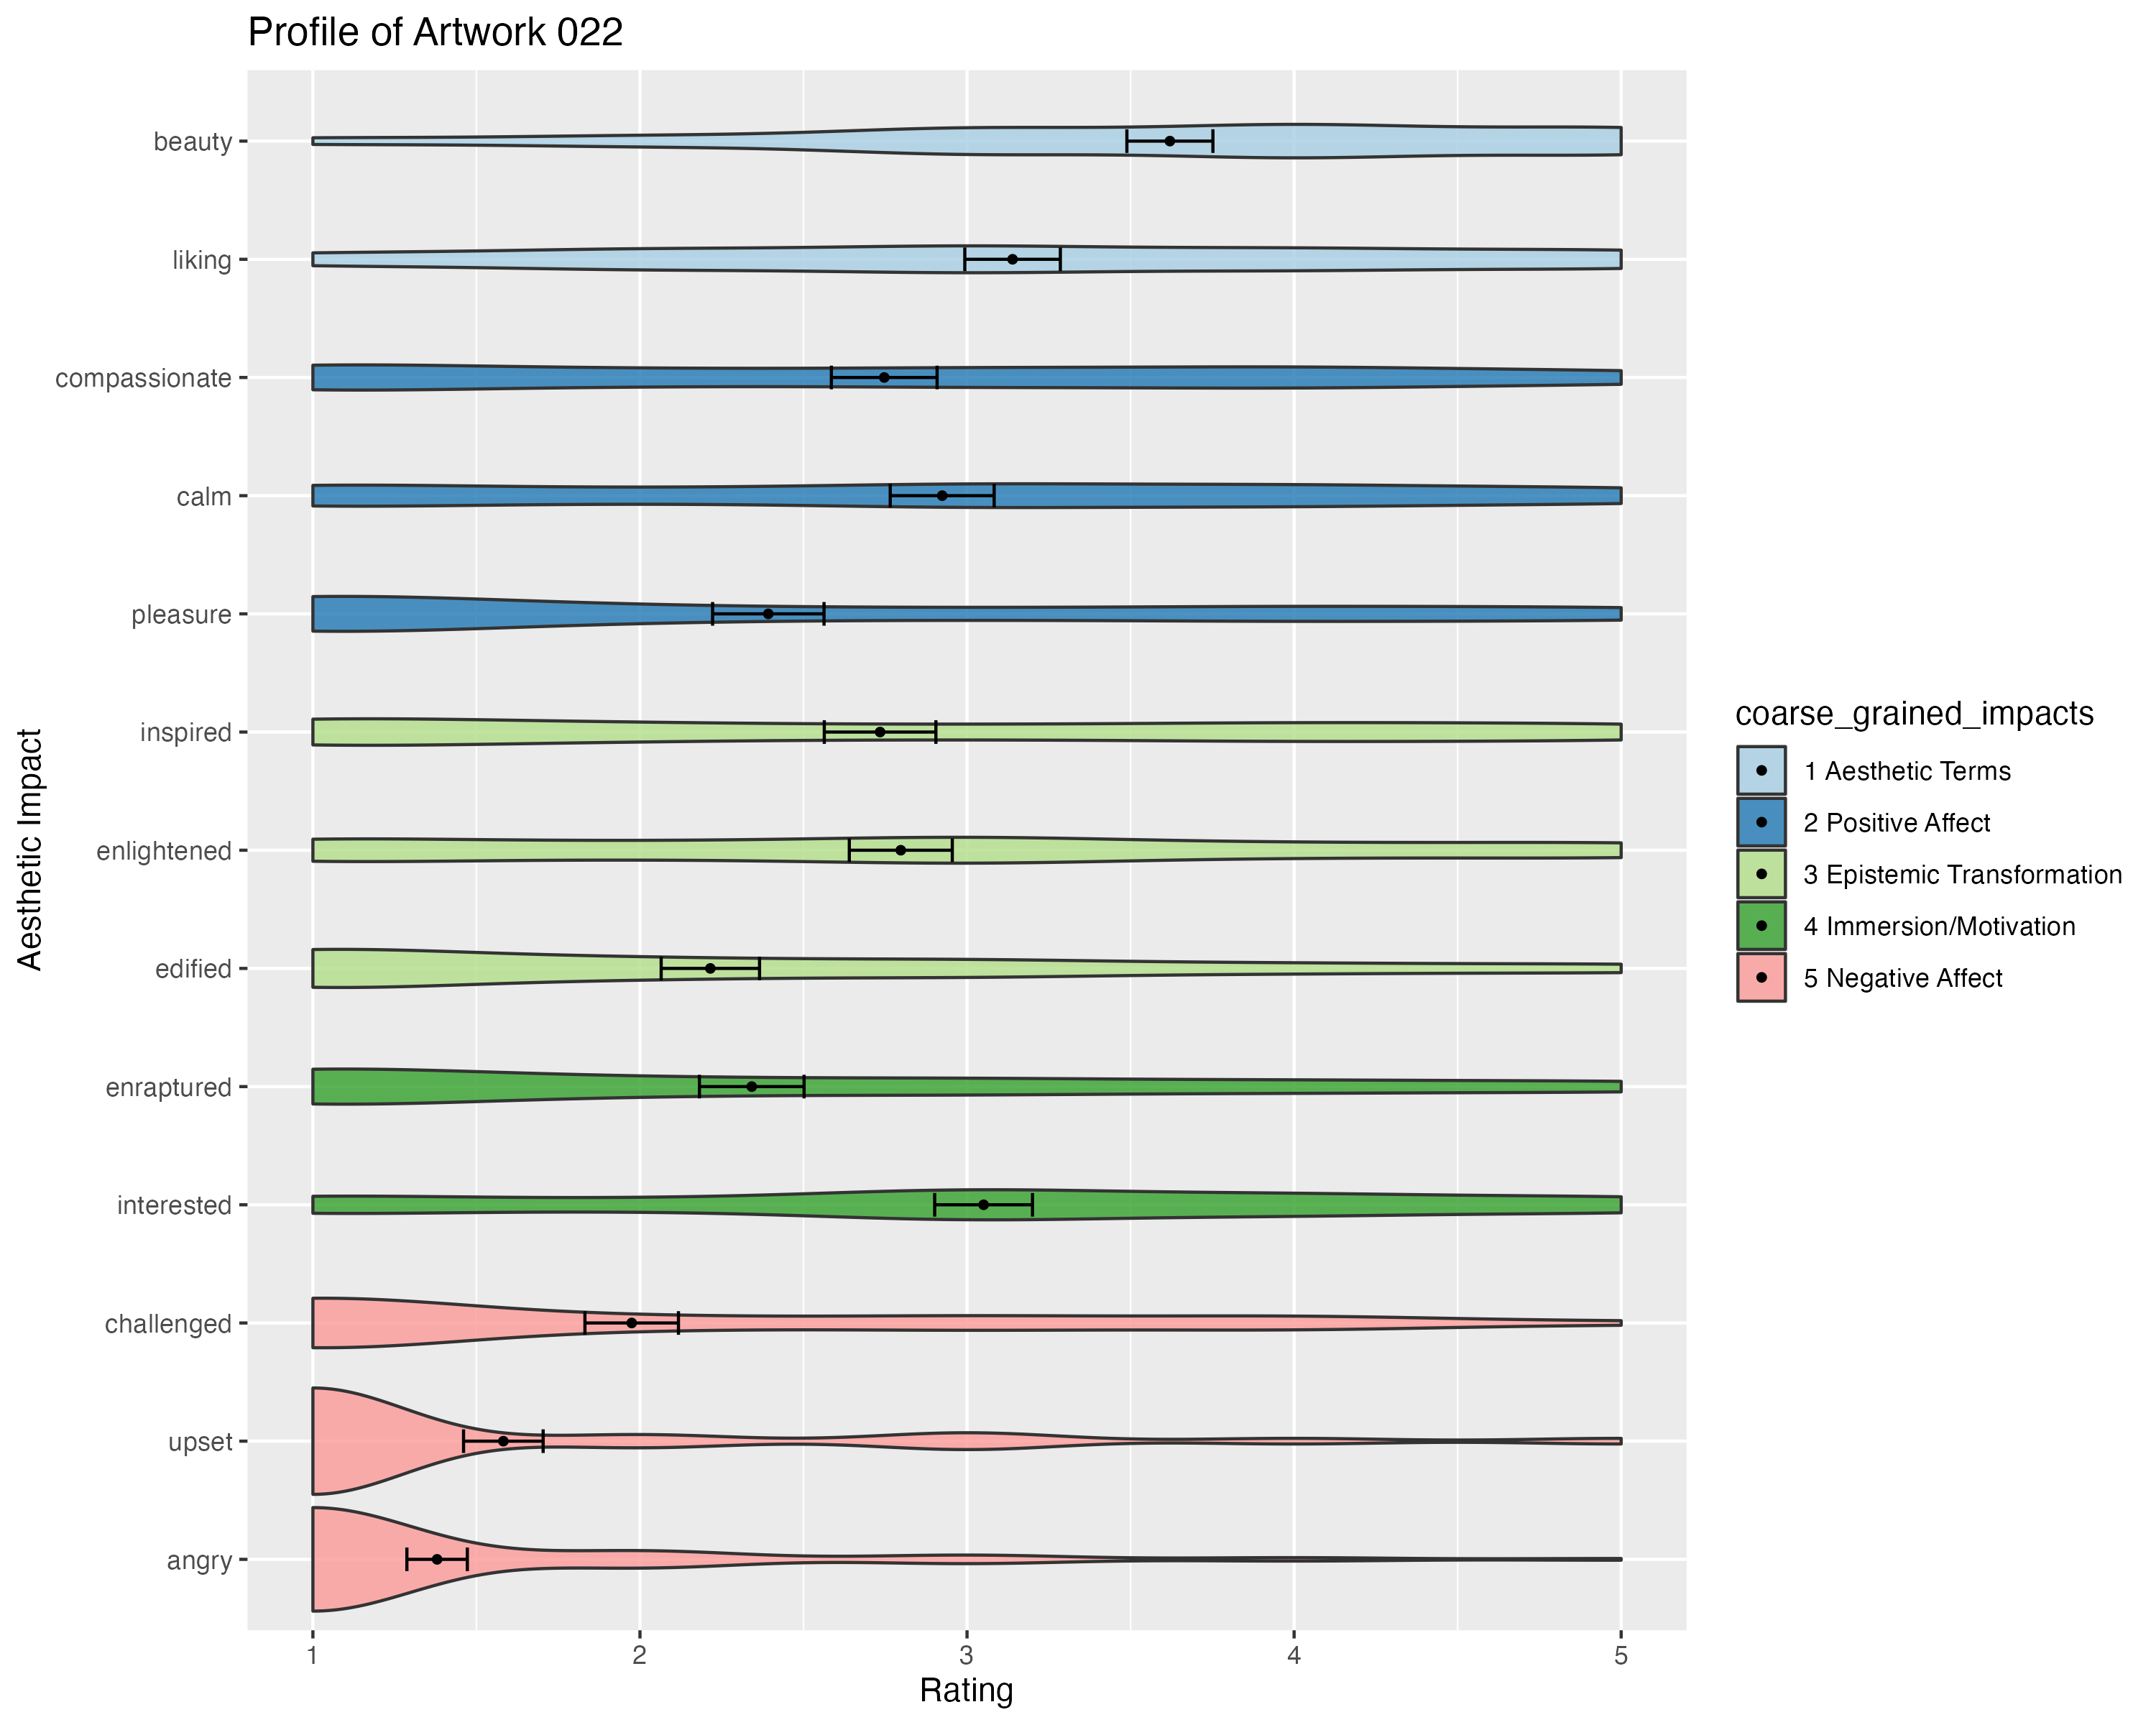 Profile of Artwork 022
beauty
liking
compassionate
calm
pleasure
inspired
enlightened
edified
enraptured
interested
challenged
upset
angry
Aesthetic Impact
1 2 3 4 5
Rating
coarse_grained_impacts
1 Aesthetic Terms
2 Positive Affect
3 Epistemic Transformation
4 Immersion/Motivation
5 Negative Affect